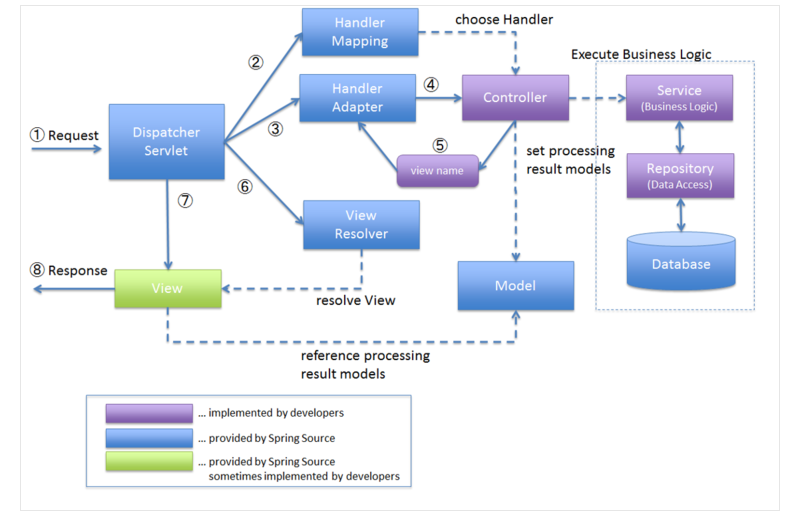 Handler
Mapping
choose Handler
Execute Business Logic
②
Handler
Adapter
④
Controller
Service
(Business Logic)
① Request
Dispatcher
Servlet
③
⑤
set processing
result models
view name
Repository
(Data Access)
⑥
⑦
View
Resolver
⑧ Response
View
resolve View
Model
Database
reference processing
result models
... implemented by developers
... provided by Spring Source
... provided by Spring Source
sometimes implemented by developers